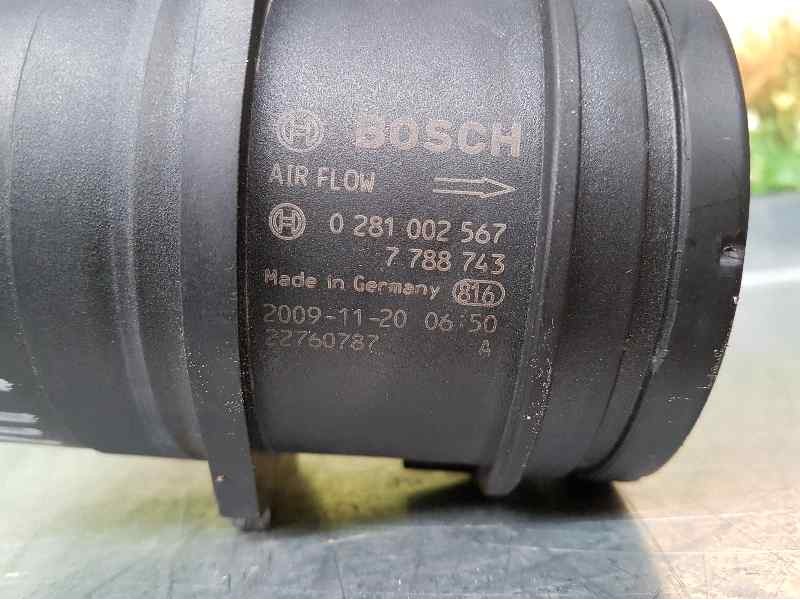 BOSCH
AIR FLOW
0 281 002 567
7 788 743
Made in Germany 816
2009-11-20 06:50
22760787 A